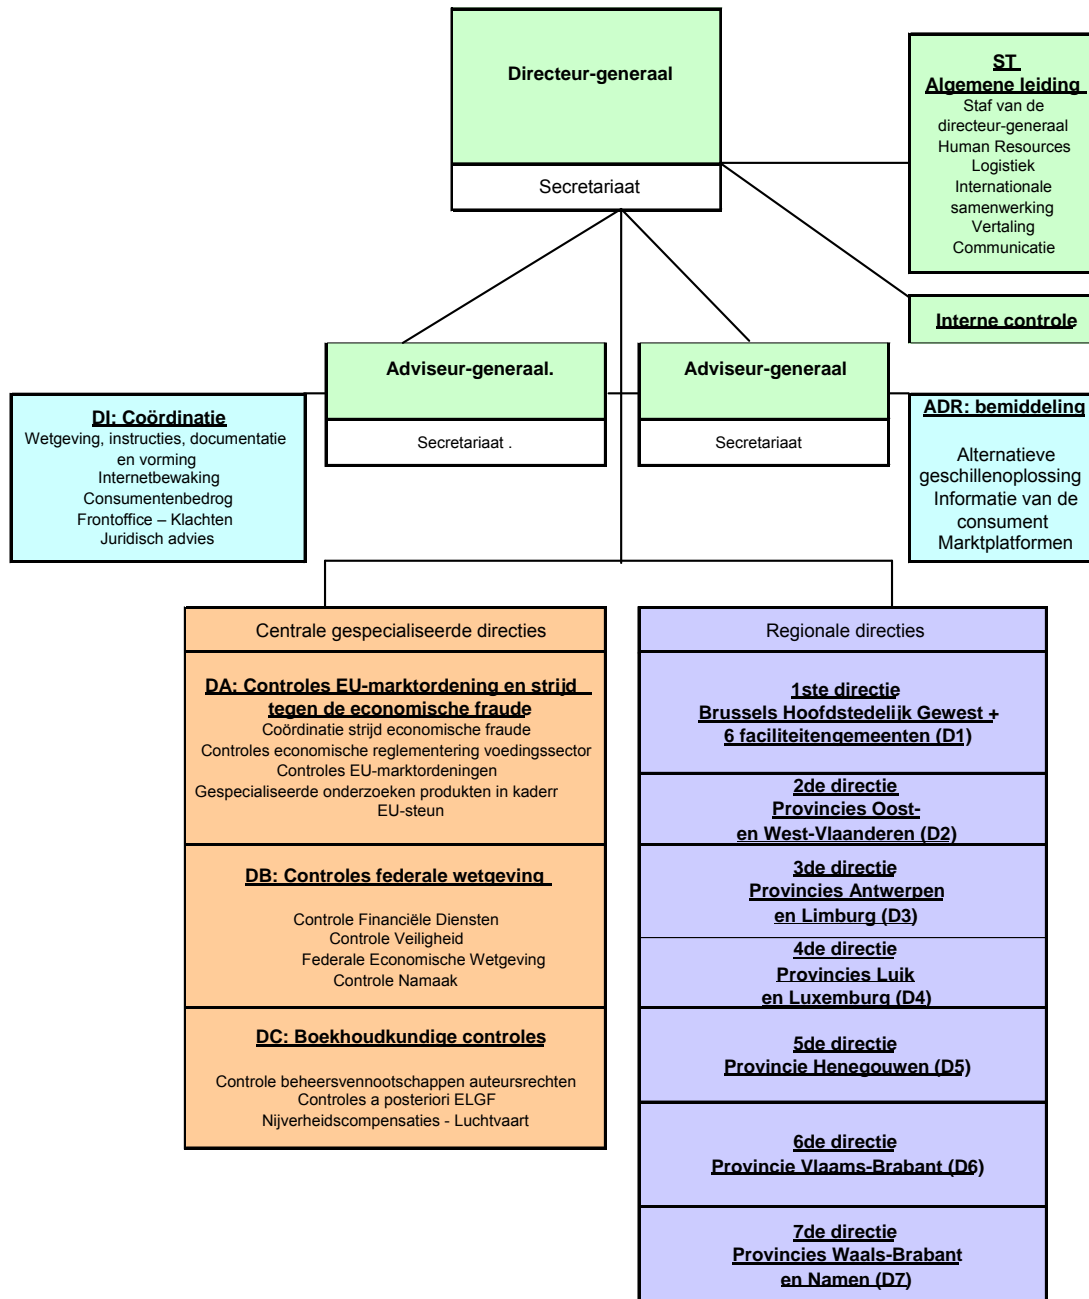 Directeur-generaal
Secretariaat
ST
Algemene leiding
Staf van de
directeur-generaal
Human Resources
Logistiek
Internationale
samenwerking
Vertaling
Communicatie
Interne controle
Adviseur-generaal.
Secretariaat .
Adviseur-generaal
Secretariaat
DI: Coördinatie
Wetgeving, instructies, documentatie
en vorming
Internetbewaking
Consumentenbedrog
Frontoffice – Klachten
Juridisch advies
ADR: bemiddeling
Alternatieve
geschillenoplossing
Informatie van de
consument
Marktplatformen
Centrale gespecialiseerde directies
DA: Controles EU-marktordening en strijd
tegen de economische fraude
Coördinatie strijd economische fraude
Controles economische reglementering voedingssector
Controles EU-marktordeningen
Gespecialiseerde onderzoeken produkten in kaderr
EU-steun
DB: Controles federale wetgeving
Controle Financiële Diensten
Controle Veiligheid
Federale Economische Wetgeving
Controle Namaak
DC: Boekhoudkundige controles
Controle beheersvennootschappen auteursrechten
Controles a posteriori ELGF
Nijverheidscompensaties - Luchtvaart
Regionale directies
1ste directie
Brussels Hoofdstedelijk Gewest +
6 faciliteitengemeenten (D1)
2de directie
Provincies Oost-
en West-Vlaanderen (D2)
3de directie
Provincies Antwerpen
en Limburg (D3)
4de directie
Provincies Luik
en Luxemburg (D4)
5de directie
Provincie Henegouwen (D5)
6de directie
Provincie Vlaams-Brabant (D6)
7de directie
Provincies Waals-Brabant
en Namen (D7)